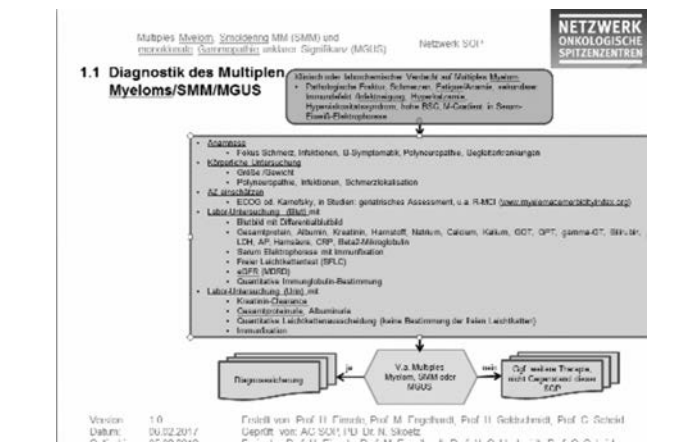 Multiples Myelom, Smoldering MM (SMM) und
monoklonale Gammopathie unklarer Signifikanz (MGUS)
Netzwerk SOP
NETZWERK
ONKOLOGISCHE
SPITZENZENTREN
1.1 Diagnostik des Multiplen
Myeloms/SMM/MGUS
Klinisch oder laborchemischer Verdacht auf Multiples Myelom
• Pathologische Fraktur, Schmerzen, Fatigue/Anämie, sekundärer
Immundefekt (Infektneigung), Hyperkalzämie,
Hyperviskositätssyndrom, hohe BSG, M-Gradient in Serum-
Eiweiß-Elektrophorese
• Anamnese
• Fokus Schmerz, Infektionen, B-Symptomatik, Polyneuropathie, Begleiterkrankungen
• Körperliche Untersuchung
• Größe /Gewicht
• Polyneuropathie, Infektionen, Schmerzlokalisation
• AZ einschätzen
• ECOG od. Karnofsky, in Studien: geriatrisches Assessment, u.a. R-MCI (www.myelomacomorbidityindex.org)
• Labor-Untersuchung (Blut) mit
• Blutbild mit Differentialblutbild
• Gesamtprotein, Albumin, Kreatinin, Harnstoff, Natrium, Calcium, Kalium, GOT, GPT, gamma-GT, Bilirubin,
LDH, AP, Harnsäure, CRP, Beta2-Mikroglobulin
• Serum Elektrophorese mit Immunfixation
• Freier Leichtkettentest (SFLC)
• eGFR (MDRD)
• Quantitative Immunglobulin-Bestimmung
• Labor-Untersuchung (Urin) mit
• Kreatinin-Clearance
• Gesamtproteinurie, Albuminurie
• Quantitative Leichtkettenausscheidung (keine Bestimmung der freien Leichtketten)
• Immunfixation
Diagnosesicherung
ja
V.a. Multiples
Myelom, SMM oder
MGUS
nein
Ggf. weitere Therapie,
nicht Gegenstand dieser
SOP
Version 1.0
Erstellt von: Prof. H. Einsele, Prof. M. Engelhardt, Prof. H. Goldschmidt, Prof. C. Scheid
Datum: 06.02.2017
Geprüft von: AG SOP, PD Dr. N. Skoetz